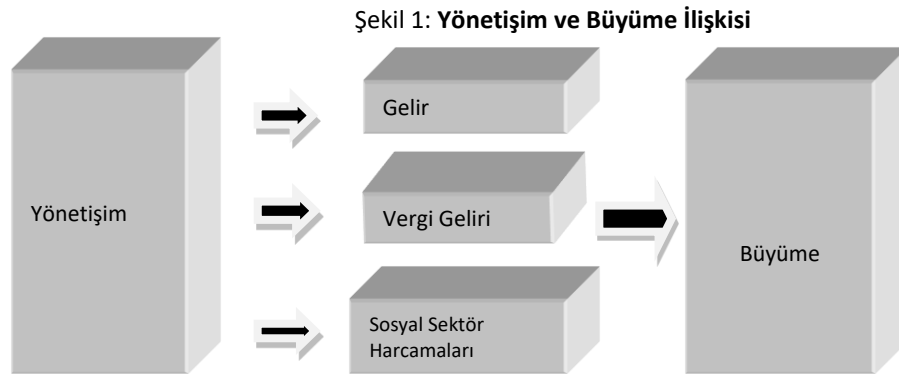 Şekil 1: Yönetişim ve Büyüme İlişkisi
Yönetişim
Gelir
Vergi Geliri
Sosyal Sektör
Harcamaları
Büyüme